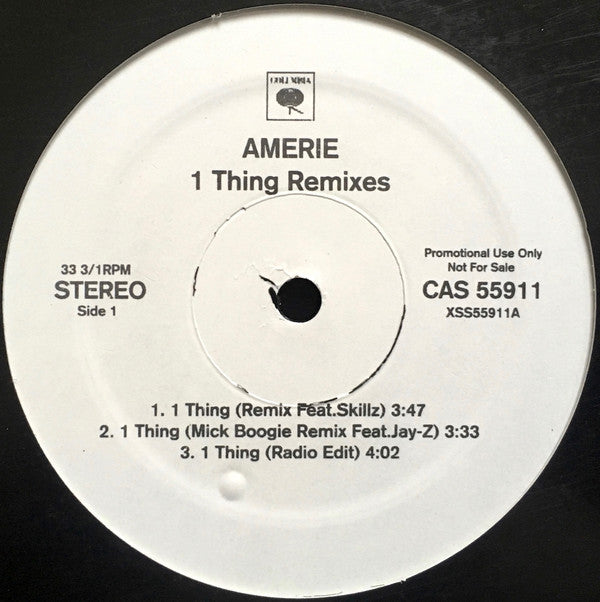 COLUMBIA
AMERIE
1 Thing Remixes
33 3/1RPM
STEREO
Side 1
Promotional Use Only
Not For Sale
CAS 55911
XSS55911A
1. 1 Thing (Remix Feat.Skillz) 3:47
2. 1 Thing (Mick Boogie Remix Feat.Jay-Z) 3:33
3. 1 Thing (Radio Edit) 4:02